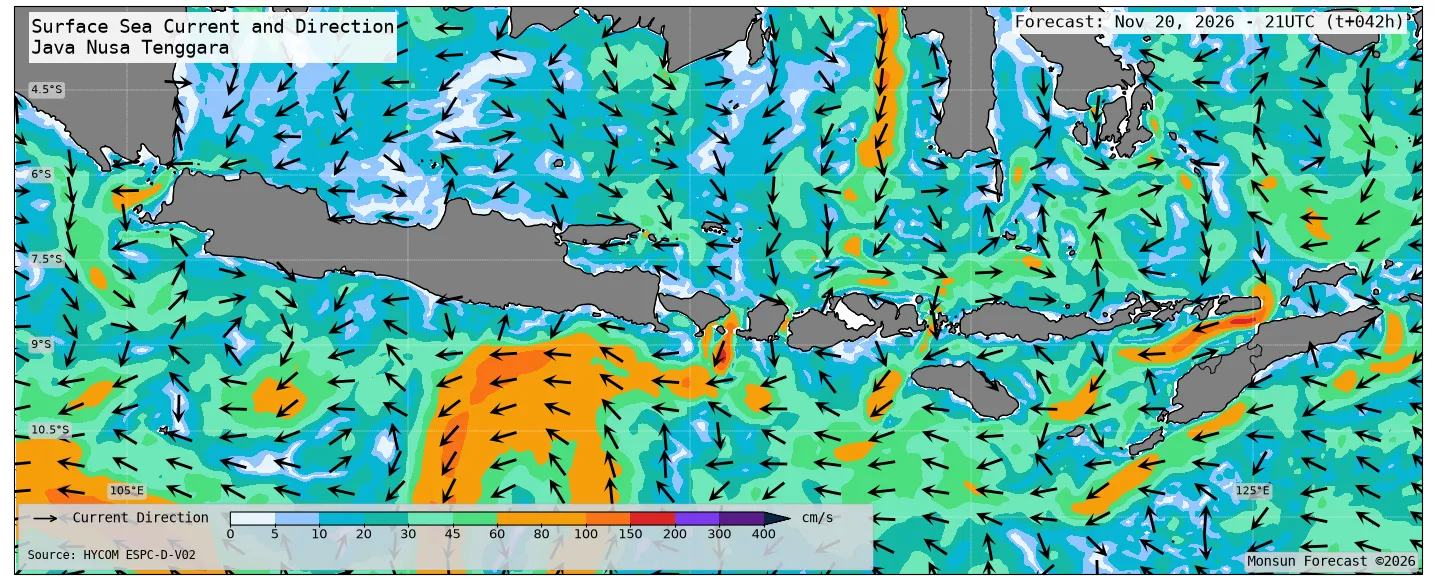 Surface Sea Current and Direction
Java Nusa Tenggara
Forecast: Nov 20, 2026 - 21UTC (t+042h)
4.5°S
6°S
7.5°S
9°S
10.5°S
105°E
125°E
Current Direction
0 5 10 20 30 45 60 80 100 150 200 300 400 cm/s
Source: HYCOM ESPC-D-V02
Monsun Forecast ©2026